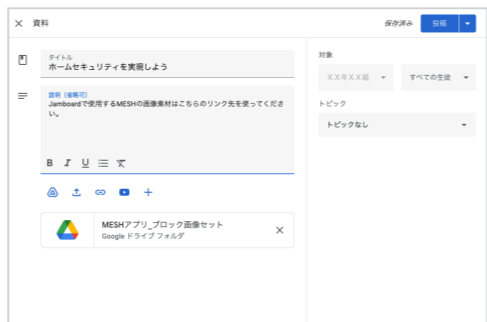 資料
保存済み
投稿
タイトル
ホームセキュリティを実現しよう
説明（省略可）
Jamboardで使用するMESHの画像素材はこちらのリンク先を使ってくださ
い。
B I U
MESHアプリ_ブロック画像セット
Google ドライブ フォルダ
対象
XX年XX組
すべての生徒
トピック
トピックなし